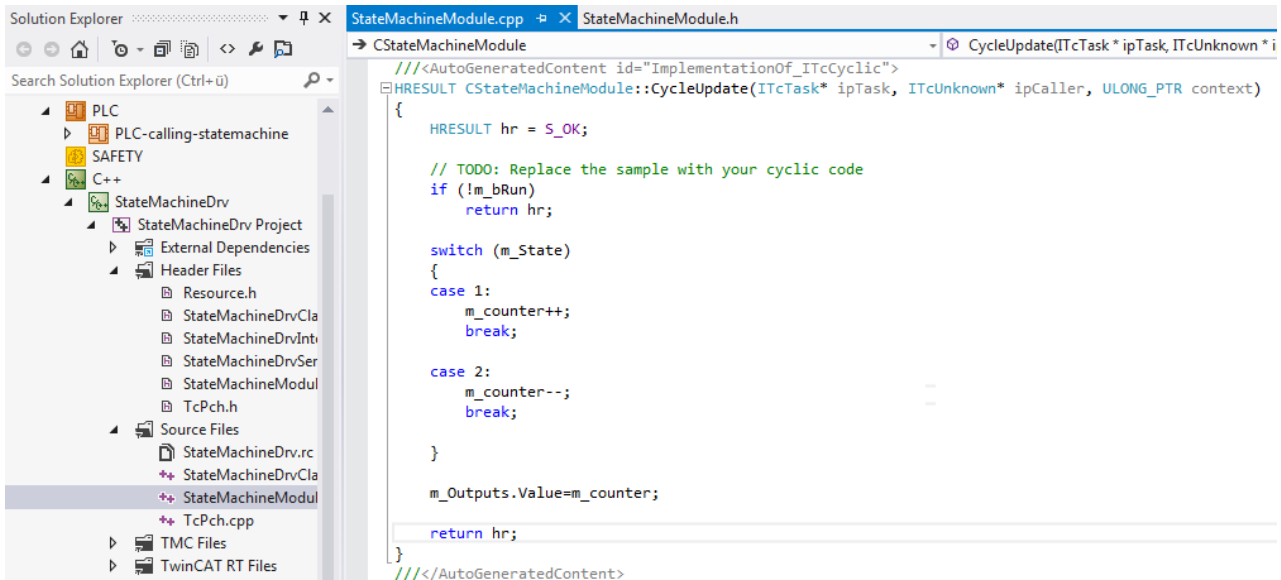 Solution Explorer
Search Solution Explorer (Ctrl+ü)
PLC
PLC-calling-statemachine
SAFETY
C++
StateMachineDrv
StateMachineDrv Project
External Dependencies
Header Files
Resource.h
StateMachineDrvCla
StateMachineDrvInt
StateMachineDrvSer
StateMachineModul
TcPch.h
Source Files
StateMachineDrv.rc
StateMachineDrvCla
StateMachineModul
TcPch.cpp
TMC Files
TwinCAT RT Files
StateMachineModule.cpp StateMachineModule.h
CStateMachineModule CycleUpdate(ITcTask * ipTask, ITcUnknown * i
///<AutoGeneratedContent id="ImplementationOf_ITcCyclic">
HRESULT CStateMachineModule::CycleUpdate(ITcTask* ipTask, ITcUnknown* ipCaller, ULONG_PTR context)
{
HRESULT hr = S_OK;
// TODO: Replace the sample with your cyclic code
if (!m_bRun)
return hr;
switch (m_State)
{
case 1:
m_counter++;
break;
case 2:
m_counter--;
break;
}
m_Outputs.Value=m_counter;
return hr;
}
///</AutoGeneratedContent>